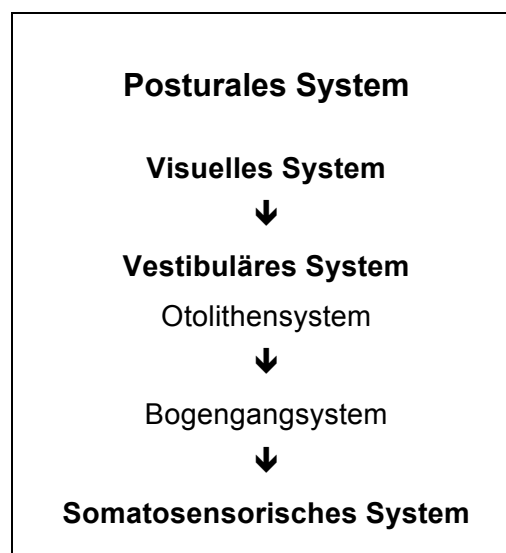 Posturales System
Visuelles System
🡫
Vestibuläres System
Otolithensystem
🡫
Bogengangsystem
🡫
Somatosensorisches System